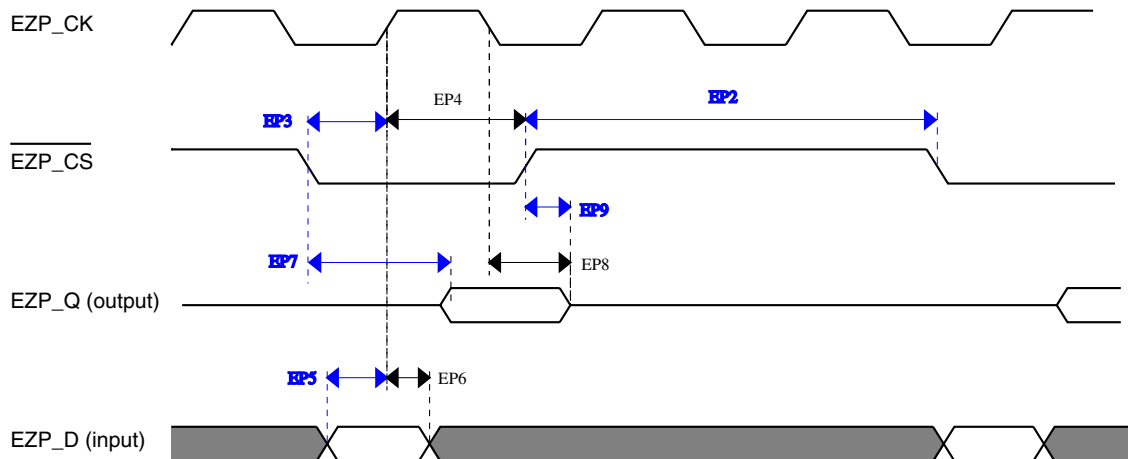 EZP_CK
EP4
EP2
EP3
EZP_CS
EP9
EP7
EP8
EZP_Q (output)
EP5
EP6
EZP_D (input)